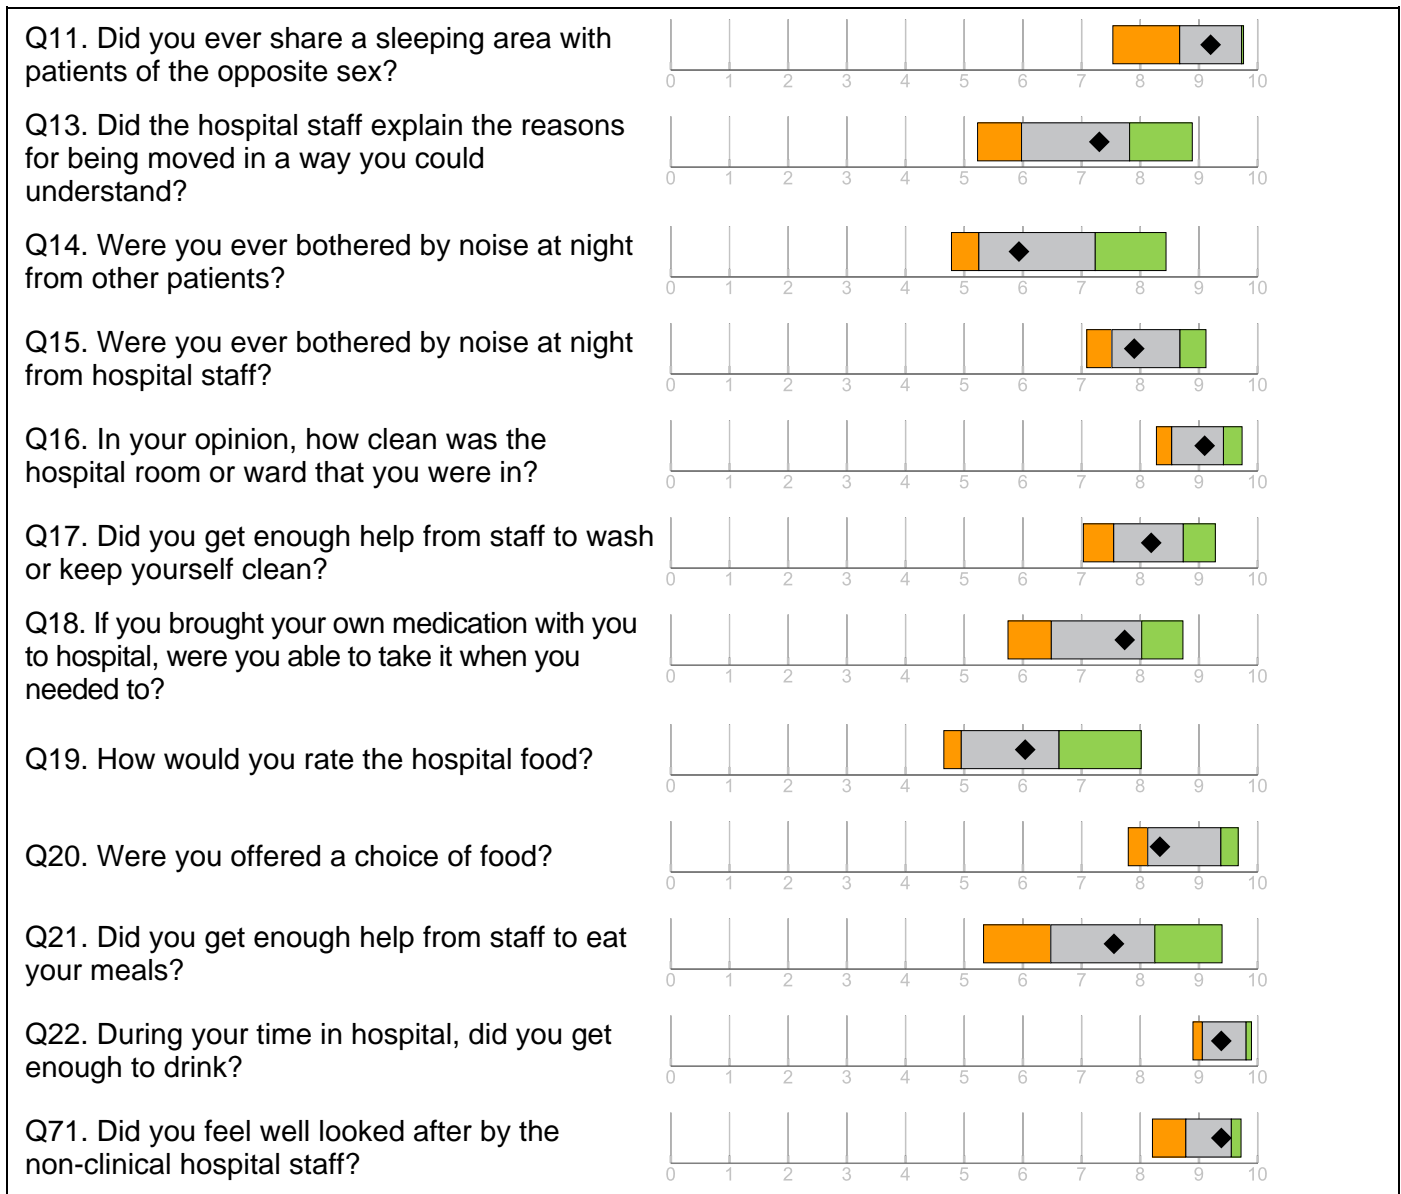 Q11. Did you ever share a sleeping area with
patients of the opposite sex?
0 1 2 3 4 5 6 7 8 9 10
Q13. Did the hospital staff explain the reasons
for being moved in a way you could
understand?
0 1 2 3 4 5 6 7 8 9 10
Q14. Were you ever bothered by noise at night
from other patients?
0 1 2 3 4 5 6 7 8 9 10
Q15. Were you ever bothered by noise at night
from hospital staff?
0 1 2 3 4 5 6 7 8 9 10
Q16. In your opinion, how clean was the
hospital room or ward that you were in?
0 1 2 3 4 5 6 7 8 9 10
Q17. Did you get enough help from staff to wash
or keep yourself clean?
0 1 2 3 4 5 6 7 8 9 10
Q18. If you brought your own medication with you
to hospital, were you able to take it when you
needed to?
0 1 2 3 4 5 6 7 8 9 10
Q19. How would you rate the hospital food?
0 1 2 3 4 5 6 7 8 9 10
Q20. Were you offered a choice of food?
0 1 2 3 4 5 6 7 8 9 10
Q21. Did you get enough help from staff to eat
your meals?
0 1 2 3 4 5 6 7 8 9 10
Q22. During your time in hospital, did you get
enough to drink?
0 1 2 3 4 5 6 7 8 9 10
Q71. Did you feel well looked after by the
non-clinical hospital staff?
0 1 2 3 4 5 6 7 8 9 10